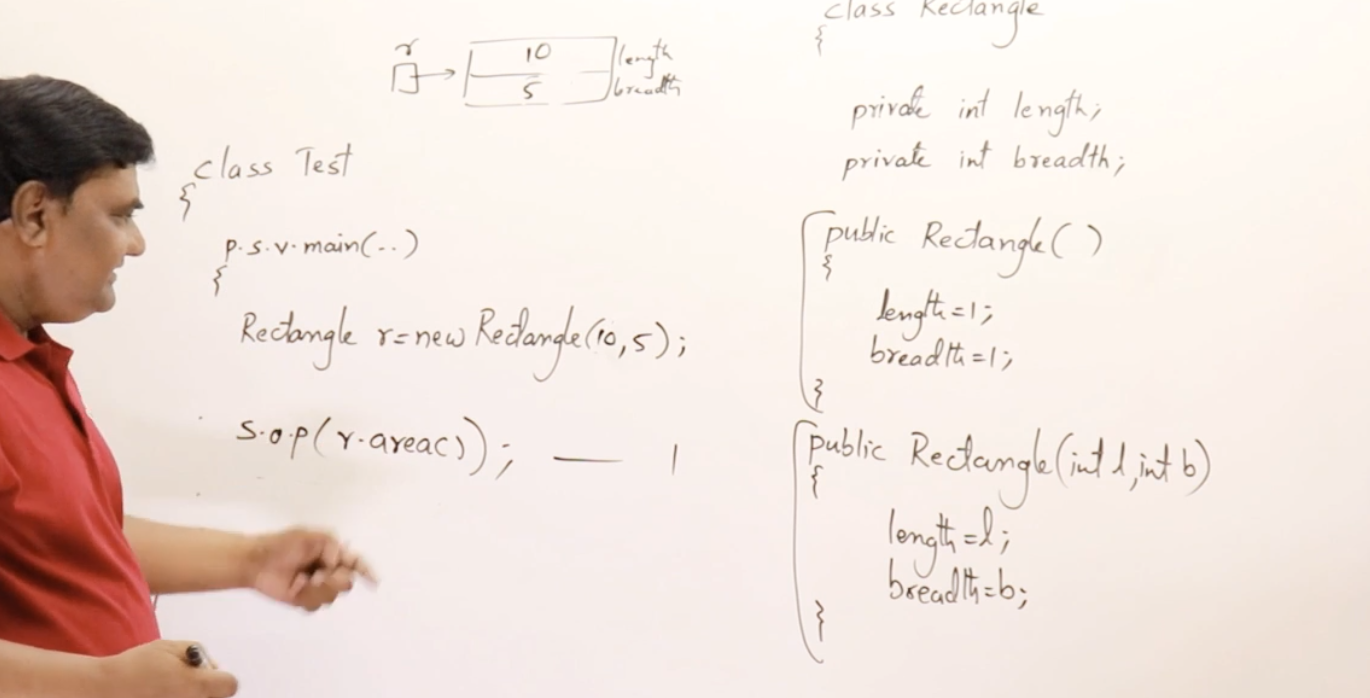 r
10
length
5
breadth
class Test
{
p.s.v.main(..)
{
Rectangle r=new Rectangle(10,5);
s.o.p(r.area()); — 1
class Rectangle
{
private int length;
private int breadth;
public Rectangle( )
{
length=1;
breadth=1;
}
public Rectangle(int l,int b)
{
length=l;
breadth=b;
}